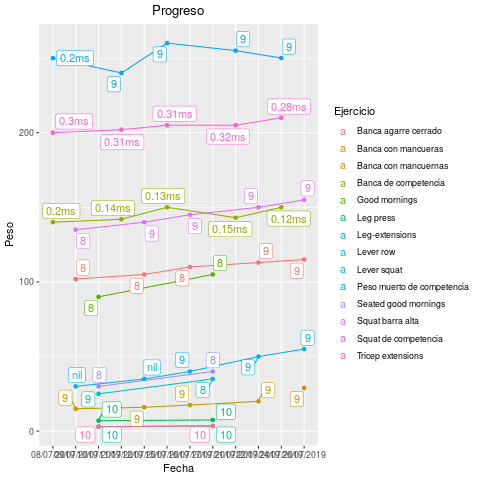 Progreso
Peso
200
100
0
0.2ms
9
9
9
9
0.3ms
0.31ms
0.31ms
0.32ms
0.28ms
0.2ms
0.14ms
0.13ms
0.15ms
0.12ms
8
9
9
9
9
8
8
8
9
9
8
8
nil
nil
9
9
9
8
8
9
8
9
9
9
9
9
10
10
10
10
10
10
Fecha
Ejercicio
a Banca agarre cerrado
a Banca con mancueras
a Banca con mancuernas
a Banca de competencia
a Good mornings
a Leg press
a Leg-extensions
a Lever row
a Lever squat
a Peso muerto de competencia
a Seated good mornings
a Squat barra alta
a Squat de competencia
a Tricep extensions